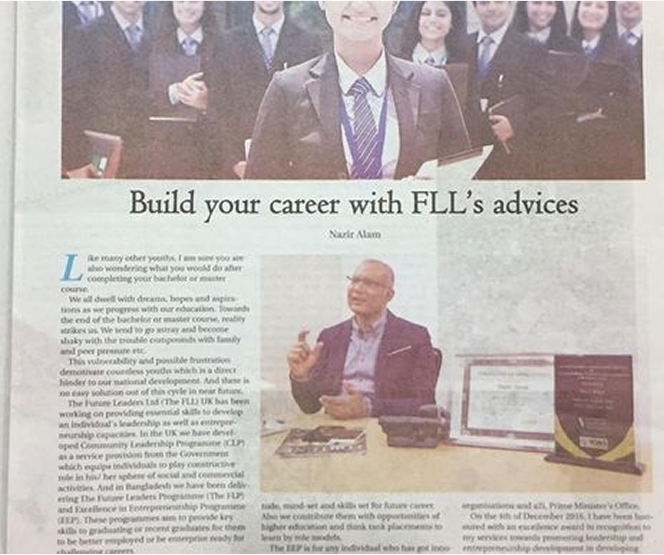 Build your career with FLL's advices
Nazir Alam
Like many other youths, I am sure you are
also wondering what you would do after
completing your bachelor or master
course.
We all dwell with dreams, hopes and aspira-
tions as we progress with our education. Towards
the end of the bachelor or master course, reality
strikes us. We tend to go astray and become
shaky with the trouble compounds with family
and peer pressure etc.
This vulnerability and possible frustration
demotivate countless youths which is a direct
hinder to our national development. And there is
no easy solution out of this cycle in near future.
The Future Leaders Ltd (The FLL) UK has been
working on providing essential skills to develop
an individual's leadership as well as entrepre-
neurship capacities. In the UK we have devel-
oped Community Leadership Programme (CLP)
as a service provision from the Government
which equips individuals to play constructive
role in his/ her sphere of social and commercial
activities. And in Bangladesh we have been deliv-
ering The Future Leaders Programme (The FLP)
and Excellence in Entrepreneurship Programme
(EEP). These programmes aim to provide key
skills to graduating or recent graduates for them
to be better employed or be enterprise ready for
challenging careers
tude, mind-set and skills set for future career.
Also we contribute them with opportunities of
higher education and think tank placements to
learn by role models.
The EEP is for any individual who has got inno-
organisations and a2i, Prime Minister's Office.
On the 4th of December 2016, I have been hon-
oured with an excellence award in recognition to
my services towards promoting leadership and
entrepreneurship development in developing